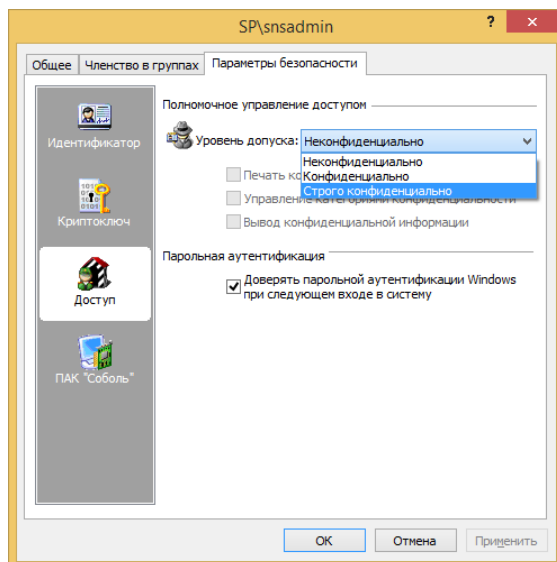 SP\snsadmin
?
Общее
Членство в группах
Параметры безопасности
Идентификатор
Криптоключ
Доступ
ПАК "Соболь"
Полномочное управление доступом
Уровень допуска:
Неконфиденциально
Неконфиденциально
Конфиденциально
Строго конфиденциально
Печать
Управление категориями конфиденциальности
Вывод конфиденциальной информации
Парольная аутентификация
Доверять парольной аутентификации Windows
при следующем входе в систему
OK
Отмена
Применить